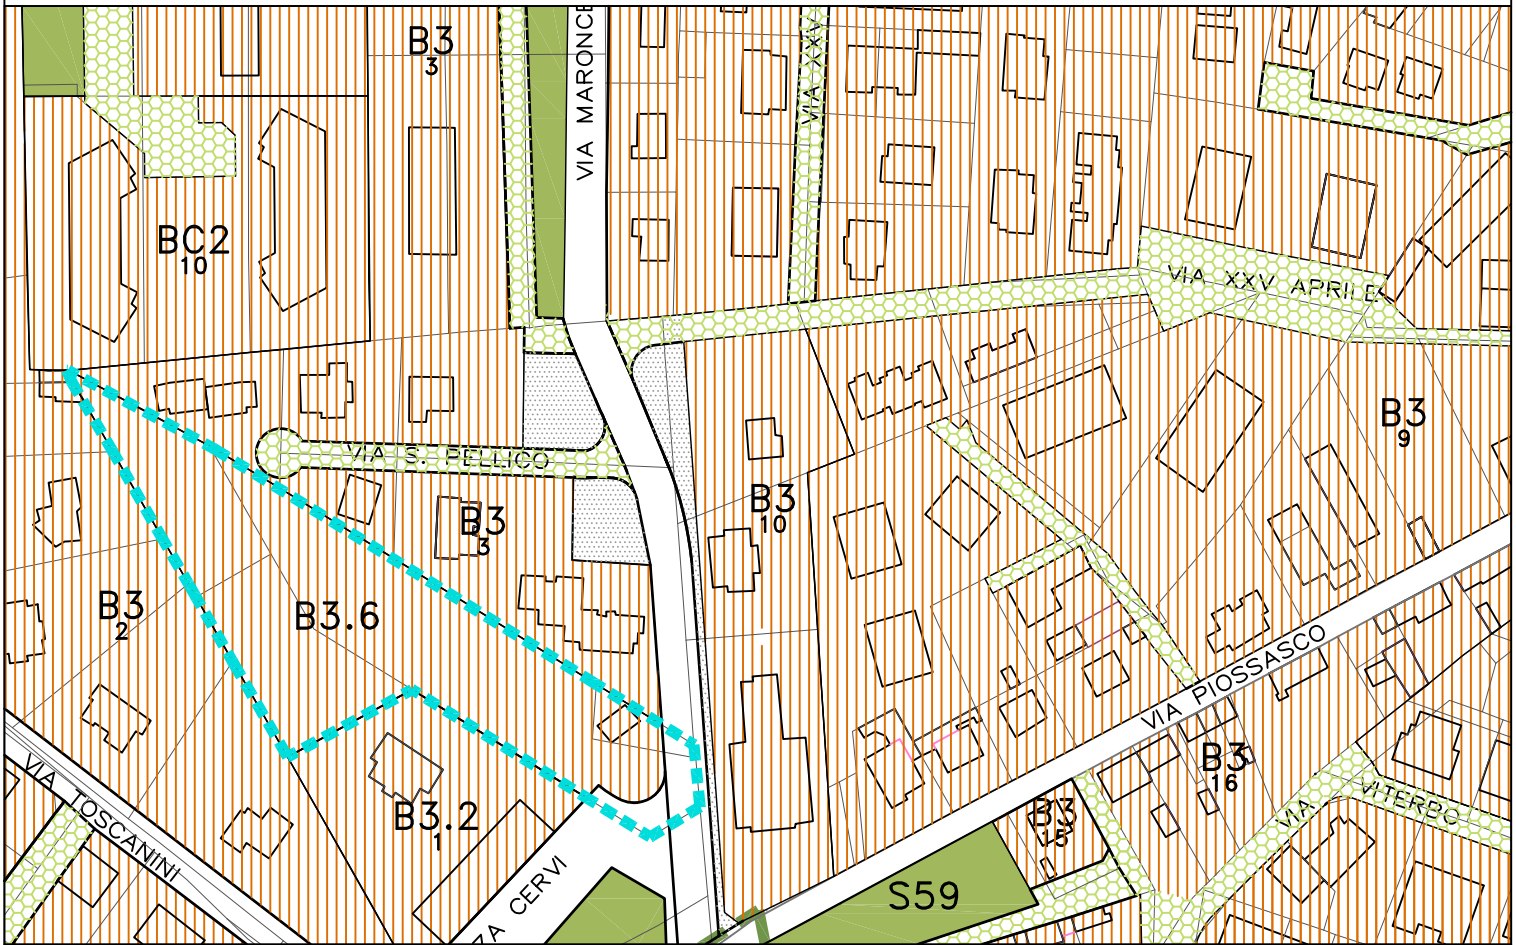 B3
3
VIA MARONCE
VIA XXV
BC2
10
VIA XXV APRILE
B3
9
VIA S. PELLICO
B3
3
B3
10
B3
2
B3.6
VIA PIOSSASCO
B3
16
VIA TOSCANINI
B3.2
1
B3
15
VIA VITERBO
ZA CERVI
S59